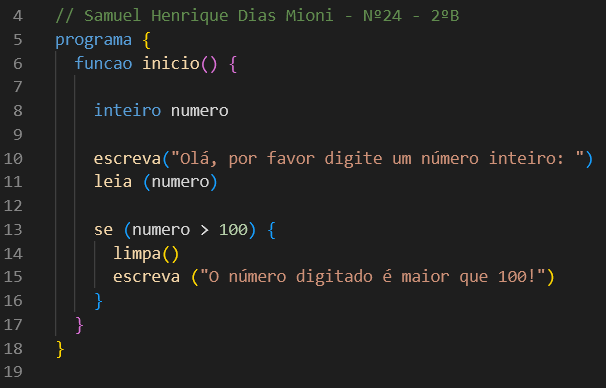 4 // Samuel Henrique Dias Mioni - Nº24 - 2ºB
5 programa {
6 funcao inicio() {
7
8 inteiro numero
9
10 escreva("Olá, por favor digite um número inteiro: ")
11 leia (numero)
12
13 se (numero > 100) {
14 limpa()
15 escreva ("O número digitado é maior que 100!")
16 }
17 }
18 }
19